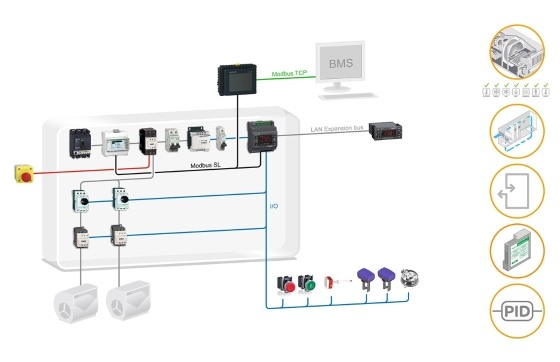 Modbus TCP
BMS
LAN Expansion bus
Modbus SL
I/O
PID